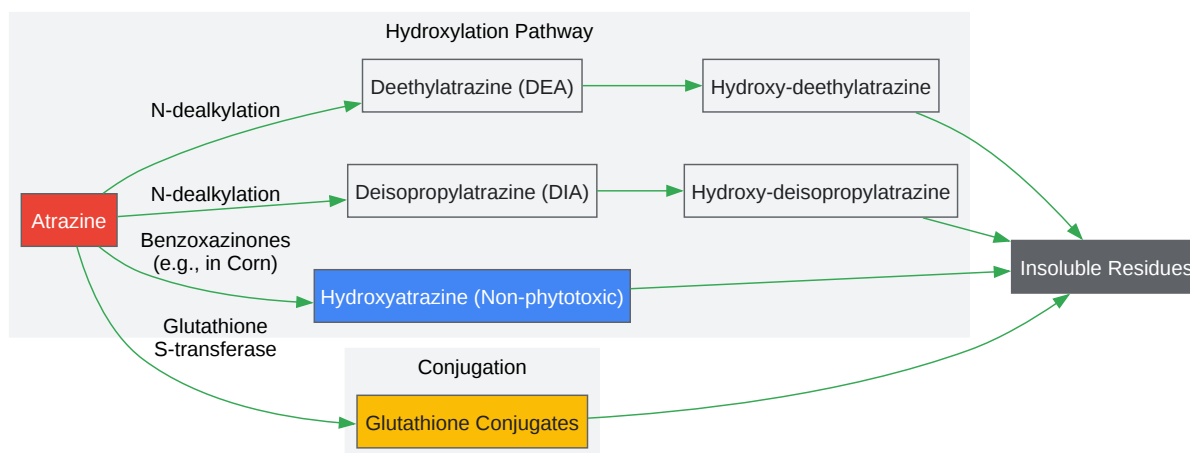 Hydroxylation Pathway
Deethylatrazine (DEA)
Hydroxy-deethylatrazine
N-dealkylation
N-dealkylation
Deisopropylatrazine (DIA)
Hydroxy-deisopropylatrazine
Atrazine
Benzoxazinones
(e.g., in Corn)
Insoluble Residues
Hydroxyatrazine (Non-phytotoxic)
Glutathione
S-transferase
Conjugation
Glutathione Conjugates